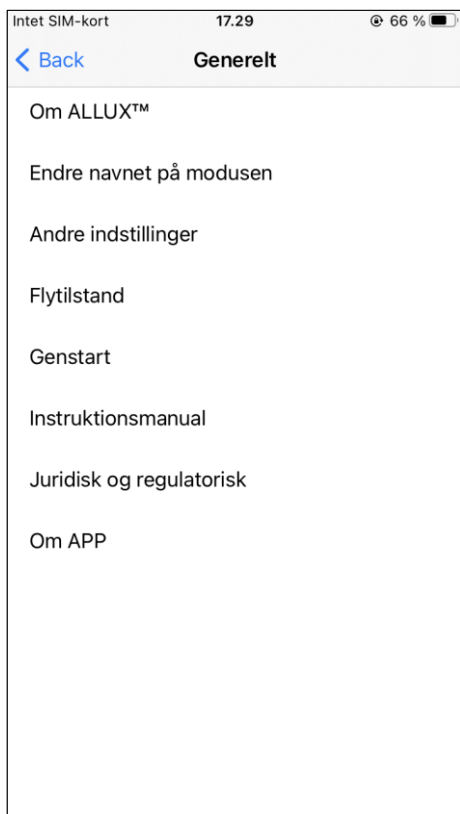 Intet SIM-kort 17.29 66 %
Back Generelt
Om ALLUX™
Endre navnet på modusen
Andre indstillinger
Flytilstand
Genstart
Instruktionsmanual
Juridisk og regulatorisk
Om APP